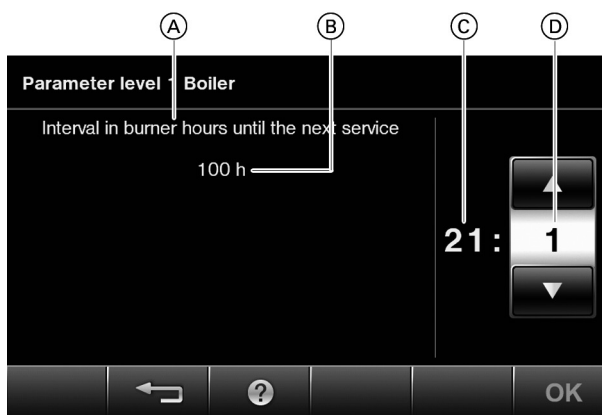 A B C D
Parameter level 1 Boiler
Interval in burner hours until the next service
100 h
21: 1
? OK